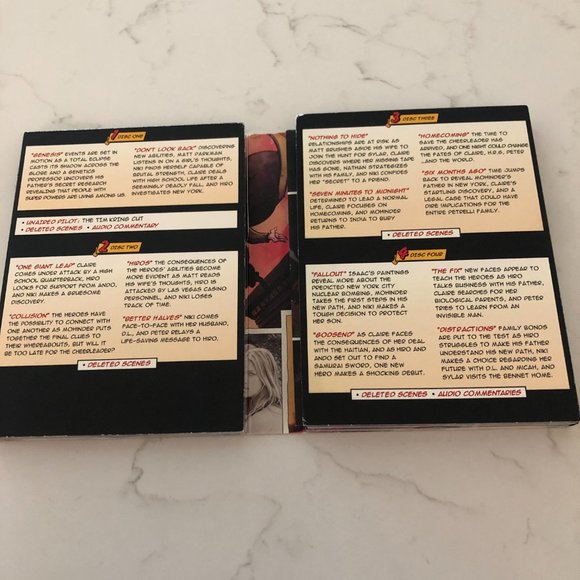 1 DISC ONE
"GENESIS" EVENTS ARE SET IN
MOTION AS A TOTAL ECLIPSE
CASTS ITS SHADOW ACROSS THE
GLOBE AND A GENETICS
PROFESSOR UNCOVERS HIS
FATHER'S SECRET RESEARCH
REVEALING THAT PEOPLE WITH
SUPER POWERS ARE LIVING AMONG US.
"DON'T LOOK BACK" DISCOVERING
NEW ABILITIES, MATT PARKMAN
LISTENS IN ON A GIRL'S THOUGHTS,
NIKI FINDS HERSELF CAPABLE OF
BRUTAL STRENGTH, CLAIRE DEALS
WITH HIGH SCHOOL LIFE AFTER A
SEEMINGLY DEADLY FALL, AND HIRO
INVESTIGATES NEW YORK.
• UNAIRED PILOT: THE TIM KRING CUT
• DELETED SCENES • AUDIO COMMENTARY
2 DISC TWO
"ONE GIANT LEAP" CLAIRE
COMES UNDER ATTACK BY A HIGH
SCHOOL QUARTERBACK, HIRO
LOOKS FOR SUPPORT FROM ANDO,
AND NIKI MAKES A GRUESOME
DISCOVERY.
"COLLISION" THE HEROES HAVE
THE POSSIBILITY TO CONNECT WITH
ONE ANOTHER AS MOHINDER PUTS
TOGETHER THE FINAL CLUES TO
THEIR WHEREABOUTS, BUT WILL IT
BE TOO LATE FOR THE CHEERLEADER?
"HIROS" THE CONSEQUENCES OF
THE HEROES' ABILITIES BECOME
MORE EVIDENT AS MATT READS
HIS WIFE'S THOUGHTS, HIRO IS
ATTACKED BY LAS VEGAS CASINO
PERSONNEL, AND NIKI LOSES
TRACK OF TIME.
"BETTER HALVES" NIKI COMES
FACE-TO-FACE WITH HER HUSBAND,
D.L., AND PETER RELAYS A
LIFE-SAVING MESSAGE TO HIRO.
• DELETED SCENES
3 DISC THREE
"NOTHING TO HIDE"
RELATIONSHIPS ARE AT RISK AS
MATT BRUSHES ASIDE HIS WIFE TO
JOIN THE HUNT FOR SYLAR, CLAIRE
DISCOVERS WHERE HER MISSING TAPE
HAS GONE, NATHAN STRATEGIZES
WITH HIS FAMILY, AND NIKI CONFIDES
HER "SECRET" TO A FRIEND.
"SEVEN MINUTES TO MIDNIGHT"
DETERMINED TO LEAD A NORMAL
LIFE, CLAIRE FOCUSES ON
HOMECOMING, AND MOHINDER
RETURNS TO INDIA TO BURY HIS
FATHER.
"HOMECOMING" THE TIME TO
SAVE THE CHEERLEADER HAS
ARRIVED, AND ONE NIGHT COULD CHANGE
THE FATES OF CLAIRE, H.R.G., PETER
...AND THE WORLD.
"SIX MONTHS AGO" TIME JUMPS
BACK TO REVEAL MOHINDER'S
FATHER IN NEW YORK, CLAIRE'S
STARTLING DISCOVERY, AND A
LEGAL CASE THAT COULD HAVE
DIRE IMPLICATIONS FOR THE
ENTIRE PETRELLI FAMILY.
• DELETED SCENES
4 DISC FOUR
"FALLOUT" ISAAC'S PAINTINGS
REVEAL MORE ABOUT THE
PREDICTED NEW YORK CITY
NUCLEAR BOMBING, MOHINDER
TAKES THE FIRST STEPS IN HIS
NEW PATH, AND NIKI MAKES A
TOUGH DECISION TO PROTECT
HER SON.
"GODSEND" AS CLAIRE FACES
THE CONSEQUENCES OF HER DEAL
WITH THE HAITIAN, AND AS HIRO AND
ANDO SET OUT TO FIND A
SAMURAI SWORD, ONE NEW
HERO MAKES A SHOCKING DEBUT.
"THE FIX" NEW FACES APPEAR TO
TEACH THE HEROES AS HIRO
TALKS BUSINESS WITH HIS FATHER,
CLAIRE SEARCHES FOR HER
BIOLOGICAL PARENTS, AND PETER
TRIES TO LEARN FROM AN
INVISIBLE MAN.
"DISTRACTIONS" FAMILY BONDS
ARE PUT TO THE TEST AS HIRO
STRUGGLES TO MAKE HIS FATHER
UNDERSTAND HIS NEW PATH, NIKI
MAKES A CHOICE REGARDING HER
FUTURE WITH D.L. AND MICAH, AND
SYLAR VISITS THE BENNET HOME.
• DELETED SCENES • AUDIO COMMENTARIES